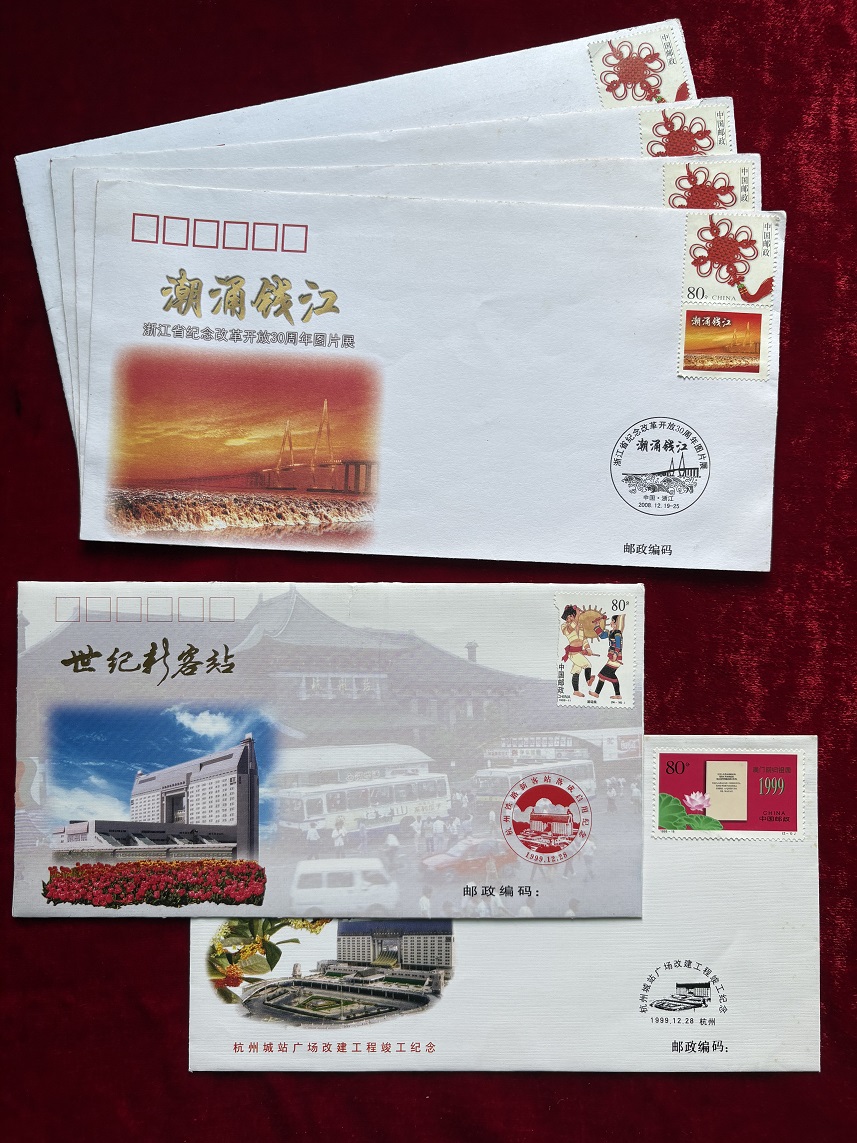 中国邮政
中国邮政
中国邮政
中国邮政
80分 CHINA
潮涌钱江
浙江省纪念改革开放30周年图片展
潮涌钱江
浙江省纪念改革开放30周年图片展
潮涌钱江
中国·浙江
2008.12.19-25
邮政编码
世纪新客站
80分
中国邮政
CHINA
杭州铁路新客站落成启用纪念
1999.12.28
邮政编码：
80分
澳门回归祖国
1999
CHINA
中国邮政
杭州城站广场改建工程竣工纪念
1999.12.28 杭州
杭州城站广场改建工程竣工纪念
邮政编码：